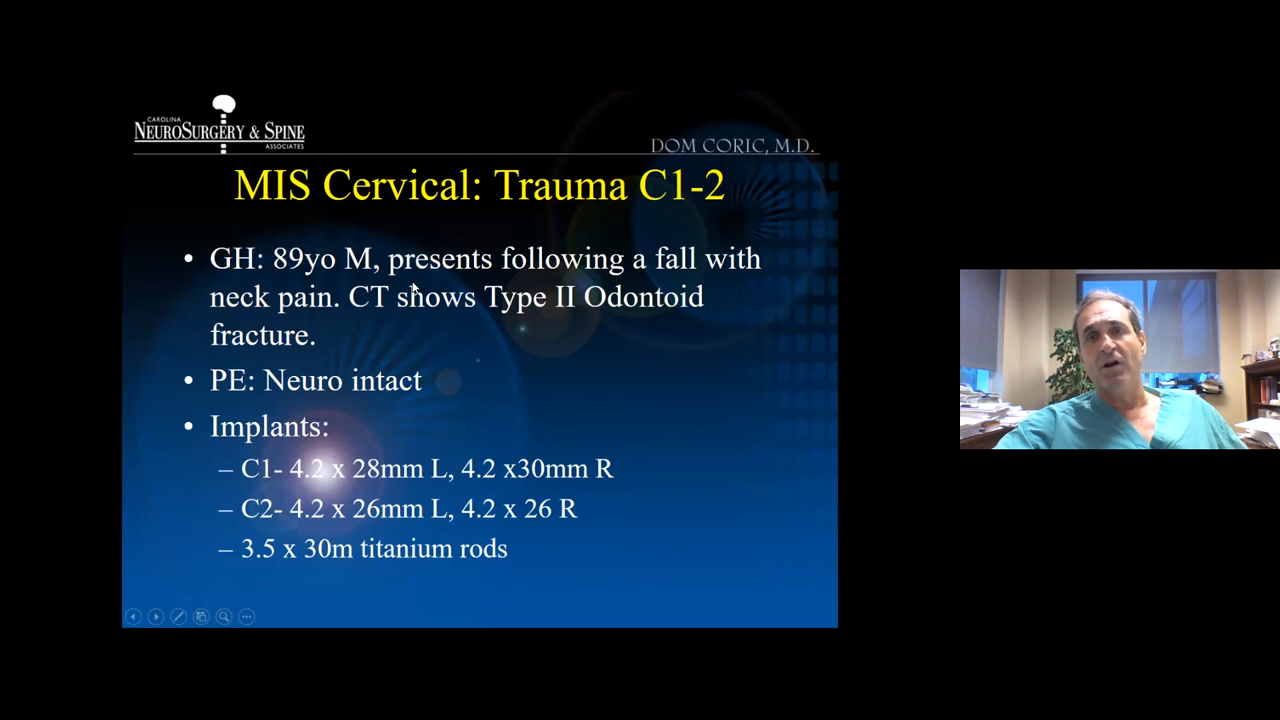 CAROLINA
NEUROSURGERY & SPINE
ASSOCIATES
DOM CORIC, M.D.
MIS Cervical: Trauma C1-2
• GH: 89yo M, presents following a fall with
neck pain. CT shows Type II Odontoid
fracture.
• PE: Neuro intact
• Implants:
– C1- 4.2 x 28mm L, 4.2 x30mm R
– C2- 4.2 x 26mm L, 4.2 x 26 R
– 3.5 x 30m titanium rods